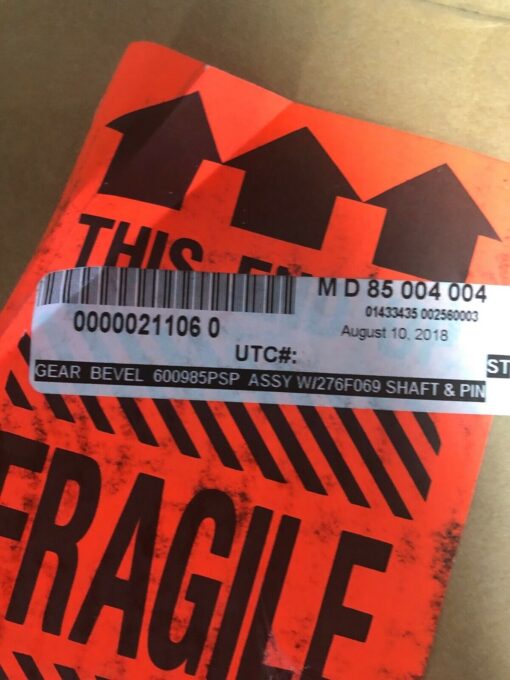 THIS
M D 85 004 004
01433435 002560003
0000021106 0
August 10, 2018
UTC#:
ST
GEAR BEVEL 600985PSP ASSY W/276F069 SHAFT & PIN
FRAGILE